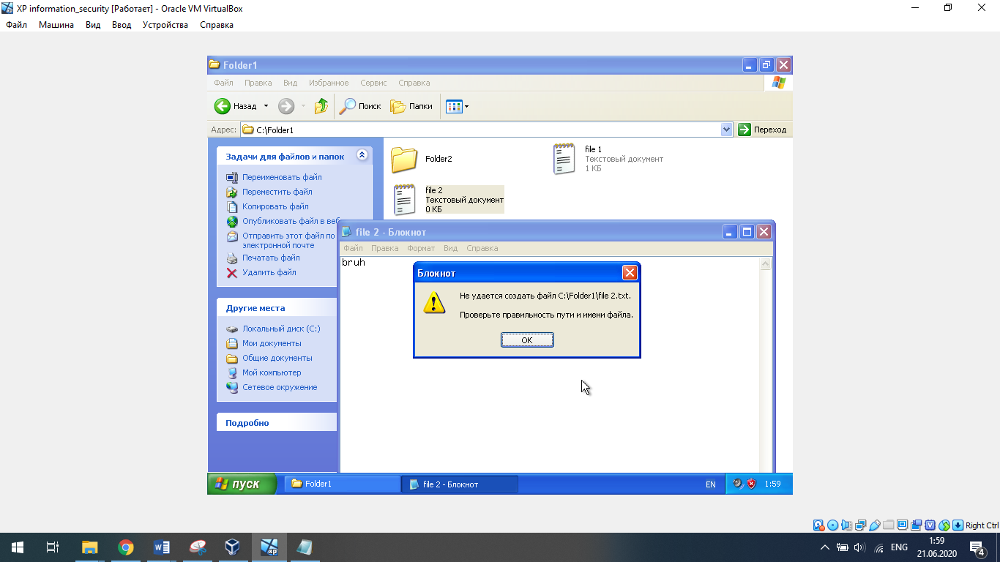 XP information_security [Работает] - Oracle VM VirtualBox
Файл Машина Вид Ввод Устройства Справка
Folder1
Файл Правка Вид Избранное Сервис Справка
Назад Поиск Папки
Адрес: C:\Folder1 Переход
Задачи для файлов и папок
Переименовать файл
Переместить файл
Копировать файл
Опубликовать файл в веб
Отправить этот файл по
электронной почте
Печатать файл
Удалить файл
Другие места
Локальный диск (C:)
Мои документы
Общие документы
Мой компьютер
Сетевое окружение
Подробно
Folder2
file 1
Текстовый документ
1 КБ
file 2
Текстовый документ
0 КБ
file 2 - Блокнот
Файл Правка Формат Вид Справка
bruh
Блокнот
Не удается создать файл C:\Folder1\file 2.txt.
Проверьте правильность пути и имени файла.
OK
пуск Folder1 file 2 - Блокнот EN 1:59
Right Ctrl
xp
ENG
1:59
21.06.2020
4